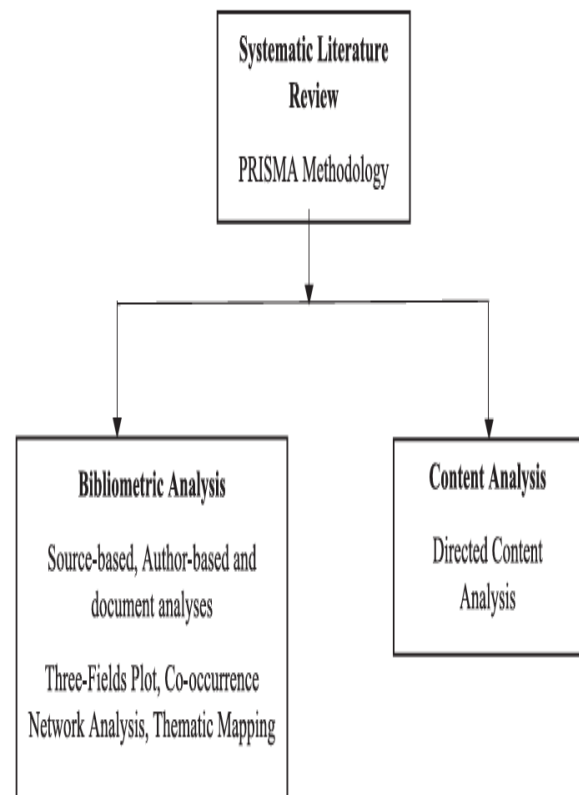 Systematic Literature
Review
PRISMA Methodology
Bibliometric Analysis
Source-based, Author-based and
document analyses
Three-Fields Plot, Co-occurrence
Network Analysis, Thematic Mapping
Content Analysis
Directed Content
Analysis